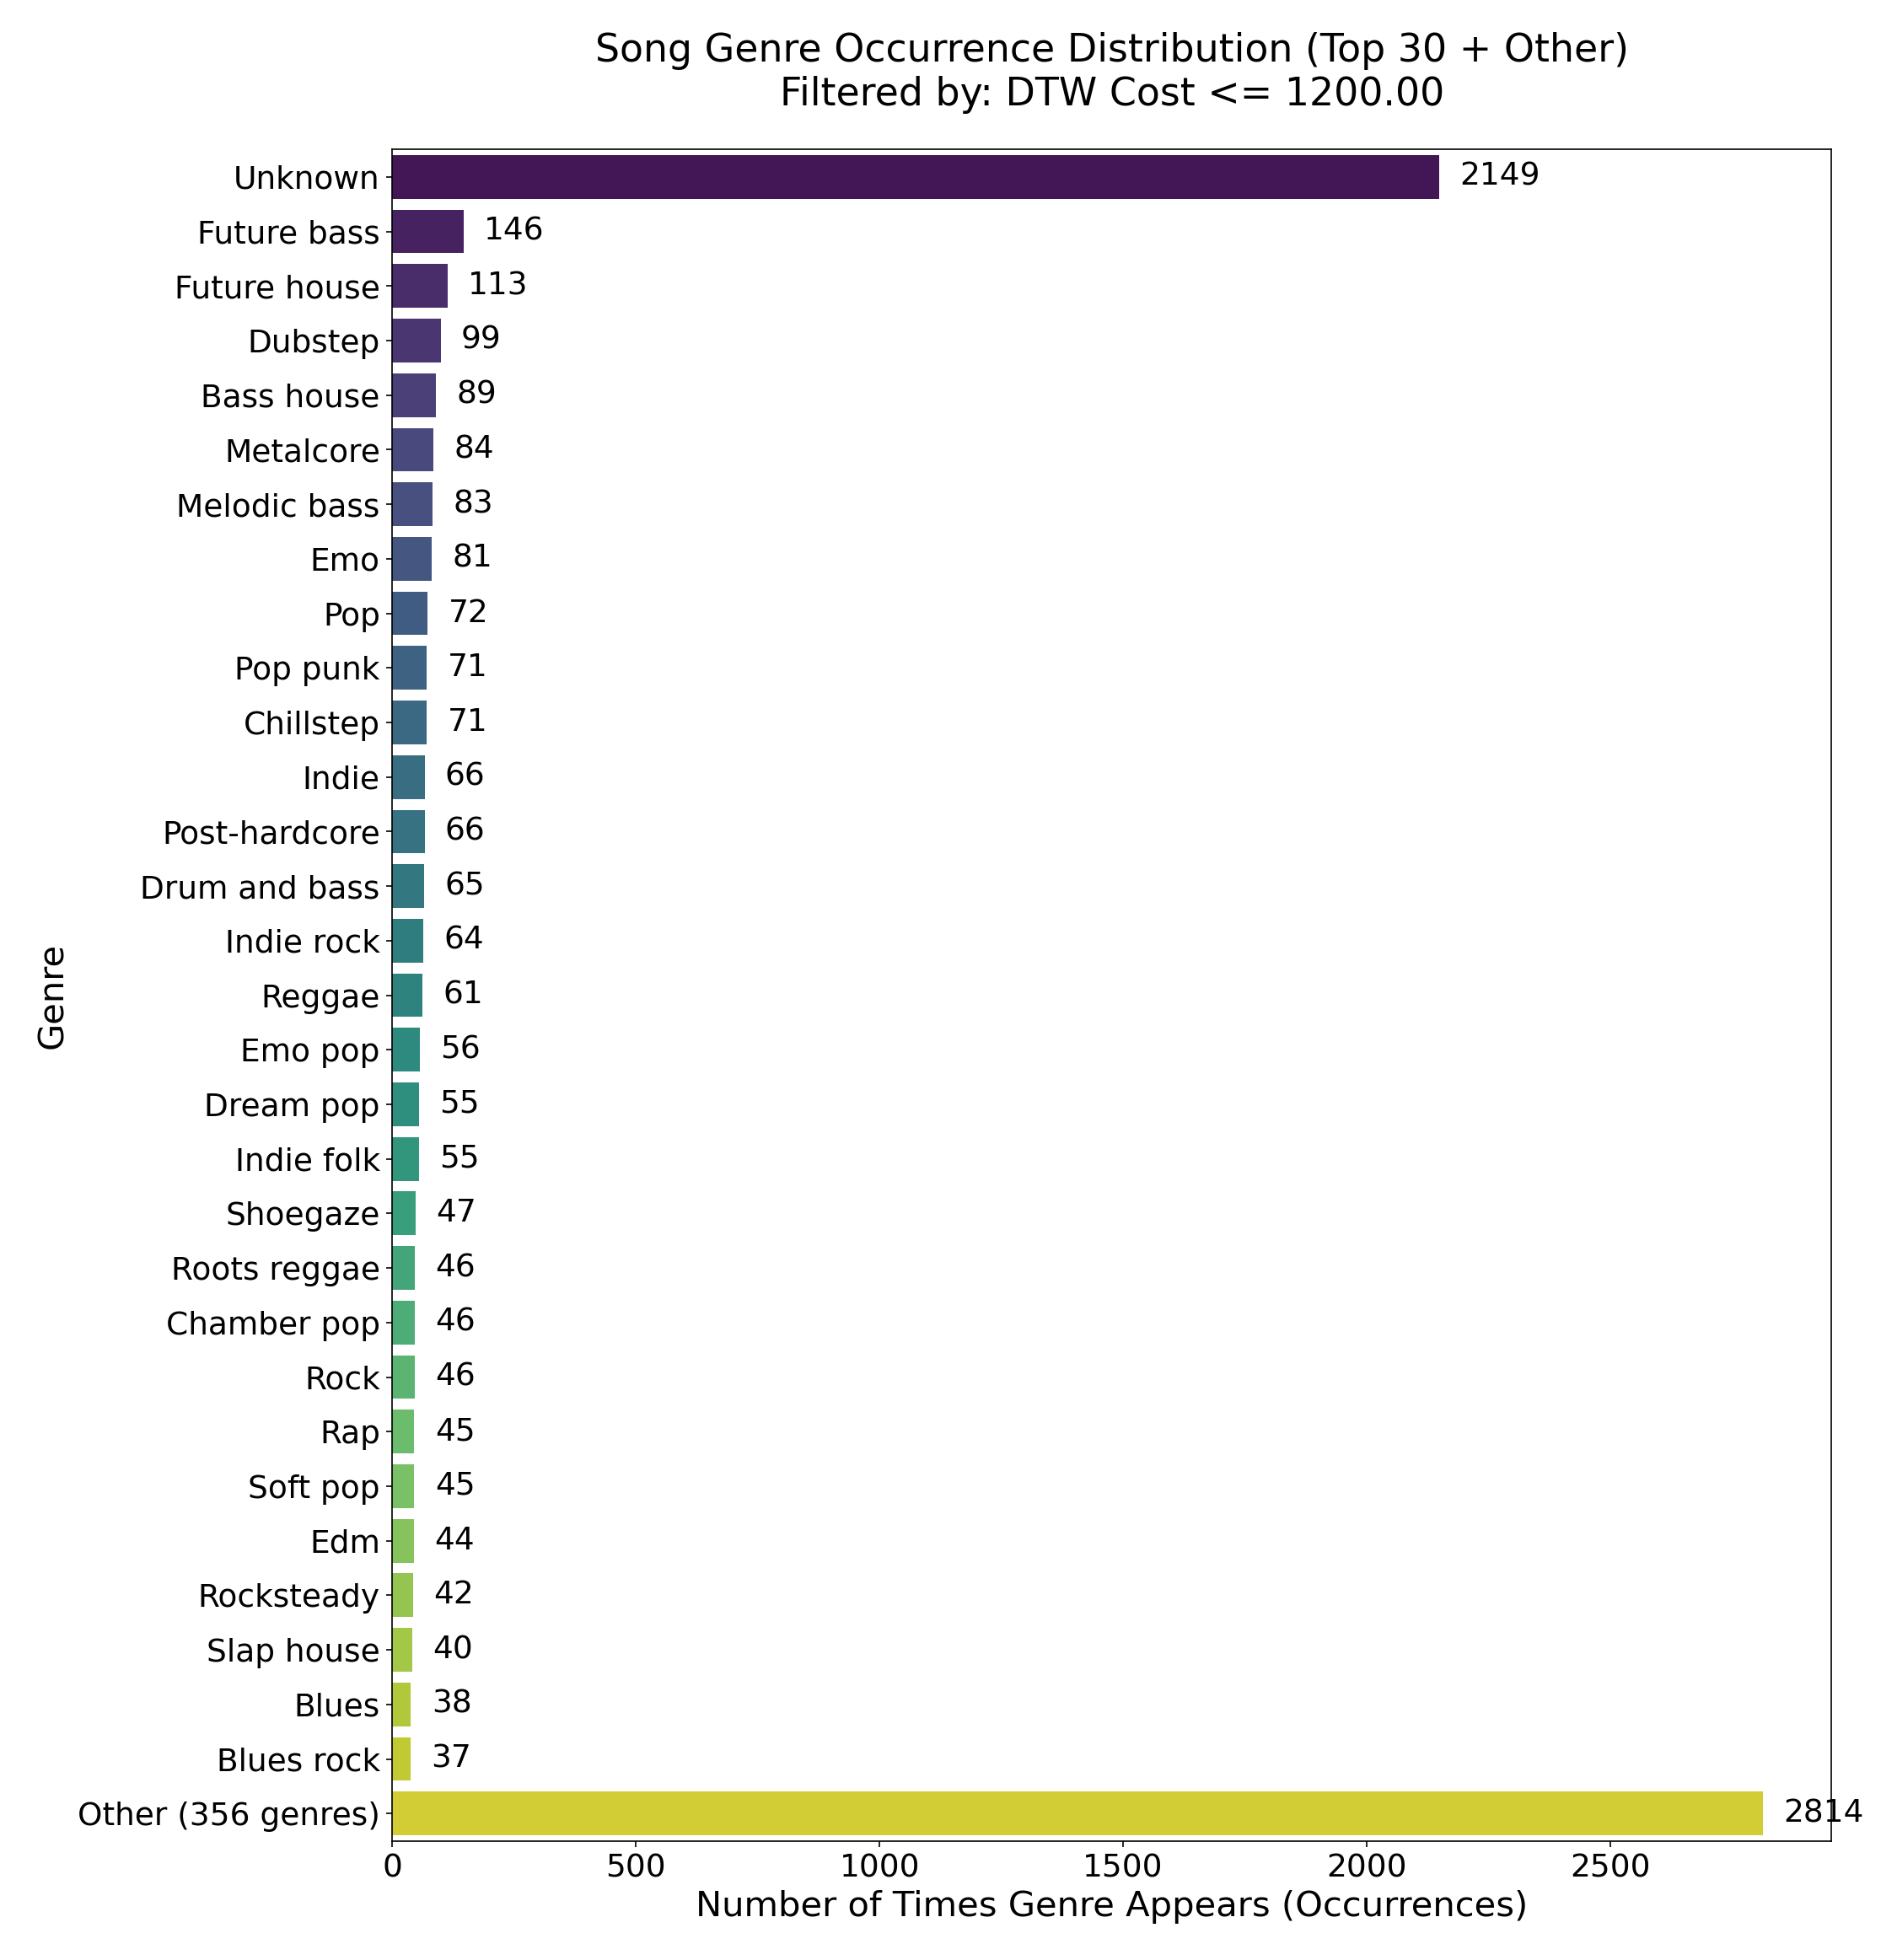 Song Genre Occurrence Distribution (Top 30 + Other)
Filtered by: DTW Cost <= 1200.00
Genre
Unknown 2149
Future bass 146
Future house 113
Dubstep 99
Bass house 89
Metalcore 84
Melodic bass 83
Emo 81
Pop 72
Pop punk 71
Chillstep 71
Indie 66
Post-hardcore 66
Drum and bass 65
Indie rock 64
Reggae 61
Emo pop 56
Dream pop 55
Indie folk 55
Shoegaze 47
Roots reggae 46
Chamber pop 46
Rock 46
Rap 45
Soft pop 45
Edm 44
Rocksteady 42
Slap house 40
Blues 38
Blues rock 37
Other (356 genres) 2814
0 500 1000 1500 2000 2500
Number of Times Genre Appears (Occurrences)